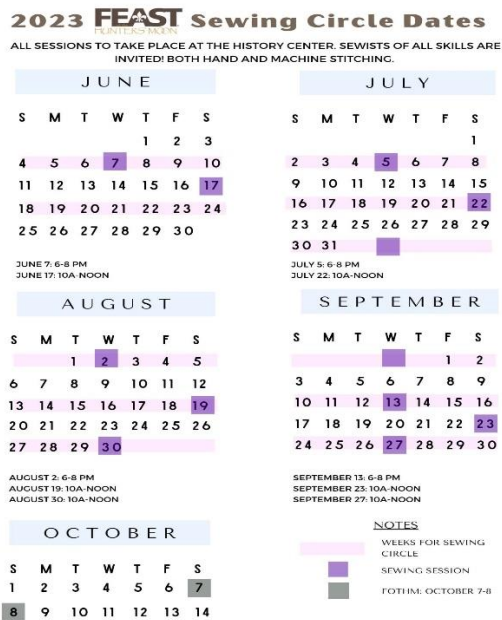 2023 FEAST Sewing Circle Dates
HUNTERS MOON
ALL SESSIONS TO TAKE PLACE AT THE HISTORY CENTER. SEWISTS OF ALL SKILLS ARE
INVITED! BOTH HAND AND MACHINE STITCHING.
JUNE
S M T W T F S
1 2 3
4 5 6 7 8 9 10
11 12 13 14 15 16 17
18 19 20 21 22 23 24
25 26 27 28 29 30
JUNE 7: 6-8 PM
JUNE 17: 10A-NOON
JULY
S M T W T F S
1
2 3 4 5 6 7 8
9 10 11 12 13 14 15
16 17 18 19 20 21 22
23 24 25 26 27 28 29
30 31
JULY 5: 6-8 PM
JULY 22: 10A-NOON
AUGUST
S M T W T F S
1 2 3 4 5
6 7 8 9 10 11 12
13 14 15 16 17 18 19
20 21 22 23 24 25 26
27 28 29 30
AUGUST 2: 6-8 PM
AUGUST 19: 10A-NOON
AUGUST 30: 10A-NOON
SEPTEMBER
S M T W T F S
1 2
3 4 5 6 7 8 9
10 11 12 13 14 15 16
17 18 19 20 21 22 23
24 25 26 27 28 29 30
SEPTEMBER 13: 6-8 PM
SEPTEMBER 23: 10A-NOON
SEPTEMBER 27: 10A-NOON
OCTOBER
S M T W T F S
1 2 3 4 5 6 7
8 9 10 11 12 13 14
NOTES
WEEKS FOR SEWING
CIRCLE
SEWING SESSION
FOTHM: OCTOBER 7-8